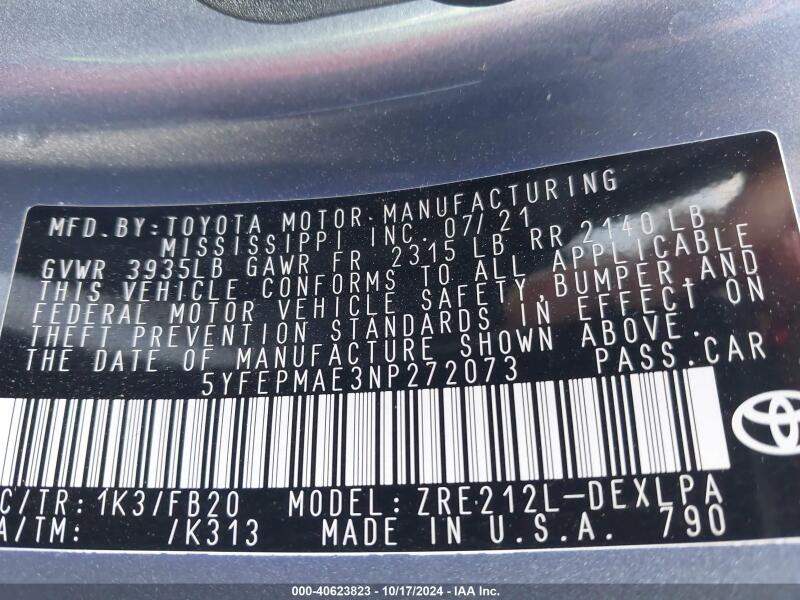 MFD. BY: TOYOTA MOTOR MANUFACTURING
MISSISSIPPI INC. 07/21
GVWR 3935LB GAWR FR 2315 LB RR 2140 LB
THIS VEHICLE CONFORMS TO ALL APPLICABLE
FEDERAL MOTOR VEHICLE SAFETY, BUMPER, AND
THEFT PREVENTION STANDARDS IN EFFECT ON
THE DATE OF MANUFACTURE SHOWN ABOVE.
5YFEPMAE3NP272073 PASS. CAR
C/TR: 1K3/FB20 MODEL: ZRE212L-DEXLPA
A/TM: /K313 MADE IN U.S.A. 790
000-40623823 - 10/17/2024 - IAA Inc.